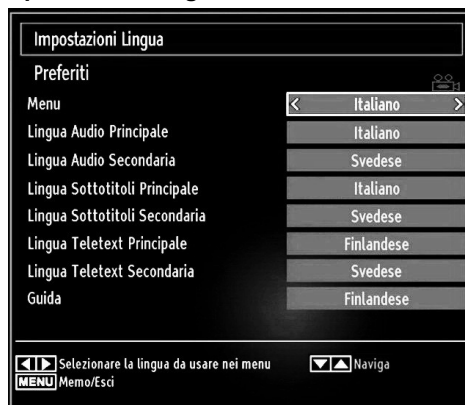 Impostazioni Lingua
Preferiti
Menu < Italiano >
Lingua Audio Principale Italiano
Lingua Audio Secondaria Svedese
Lingua Sottotitoli Principale Italiano
Lingua Sottotitoli Secondaria Svedese
Lingua Teletext Principale Finlandese
Lingua Teletext Secondaria Svedese
Guida Finlandese
Selezionare la lingua da usare nei menu Naviga
MENU Memo/Esci